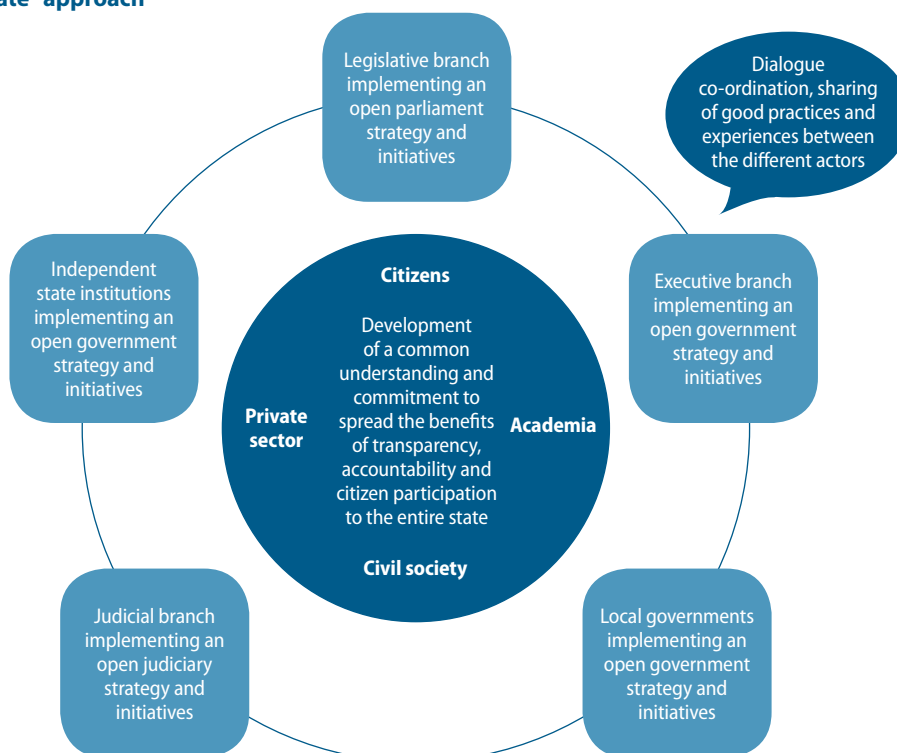 approach
Legislative branch
implementing an
open parliament
strategy and
initiatives
Dialogue
co-ordination, sharing
of good practices and
experiences between
the different actors
Independent
state institutions
implementing an
open government
strategy and
initiatives
Citizens
Development
of a common
understanding and
commitment to
spread the benefits
of transparency,
accountability and
citizen participation
to the entire state
Private
sector
Academia
Civil society
Executive branch
implementing an
open government
strategy and
initiatives
Judicial branch
implementing an
open judiciary
strategy and
initiatives
Local governments
implementing an
open government
strategy and
initiatives